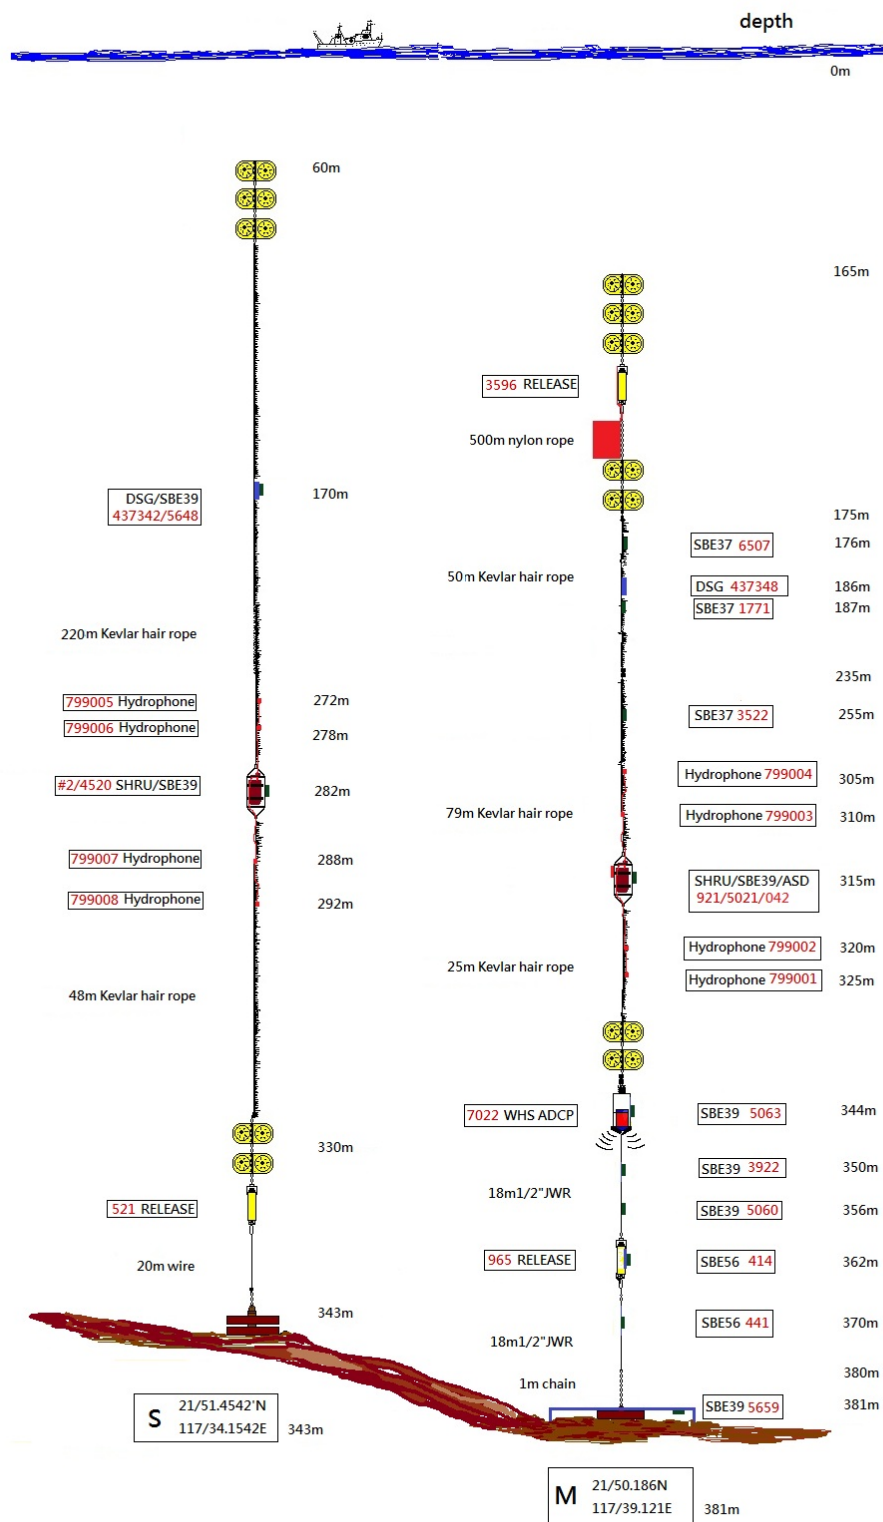 depth
0m
60m
DSG/SBE39
437342/5648
170m
220m Kevlar hair rope
799005 Hydrophone
272m
799006 Hydrophone
278m
#2/4520 SHRU/SBE39
282m
799007 Hydrophone
288m
799008 Hydrophone
292m
48m Kevlar hair rope
330m
521 RELEASE
20m wire
343m
S
21/51.4542'N
117/34.1542E
343m
165m
3596 RELEASE
500m nylon rope
175m
SBE37 6507
176m
50m Kevlar hair rope
DSG 437348
186m
SBE37 1771
187m
235m
SBE37 3522
255m
Hydrophone 799004
305m
79m Kevlar hair rope
Hydrophone 799003
310m
SHRU/SBE39/ASD
921/5021/042
315m
Hydrophone 799002
320m
25m Kevlar hair rope
Hydrophone 799001
325m
7022 WHS ADCP
SBE39 5063
344m
SBE39 3922
350m
18m1/2"JWR
SBE39 5060
356m
965 RELEASE
SBE56 414
362m
SBE56 441
370m
18m1/2"JWR
380m
1m chain
SBE39 5659
381m
M
21/50.186N
117/39.121E
381m